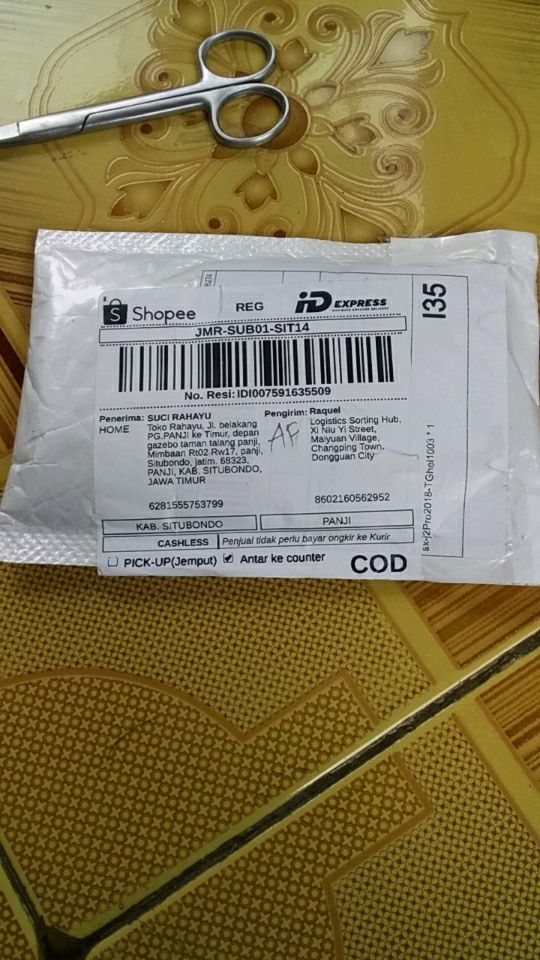 Shopee
REG
iD EXPRESS
JMR-SUB01-SIT14
No. Resi: IDI007591635509
Penerima: SUCI RAHAYU
HOME
Toko Rahayu, Jl. belakang
PG.PANJI ke Timur, depan
gazebo taman talang panji,
Mimbaan Rt02 Rw17, panji,
Situbondo, jatim. 68323,
PANJI, KAB. SITUBONDO,
JAWA TIMUR
6281555753799
Pengirim: Raquel
Logistics Sorting Hub,
Xi Niu Yi Street,
Maiyuan Village,
Changping Town,
Dongguan City
AF
8602160562952
KAB. SITUBONDO
PANJI
CASHLESS
Penjual tidak perlu bayar ongkir ke Kurir
PICK-UP(Jemput)
Antar ke counter
COD
I35
sx-j2Pro2018-TGhei1003 * 1